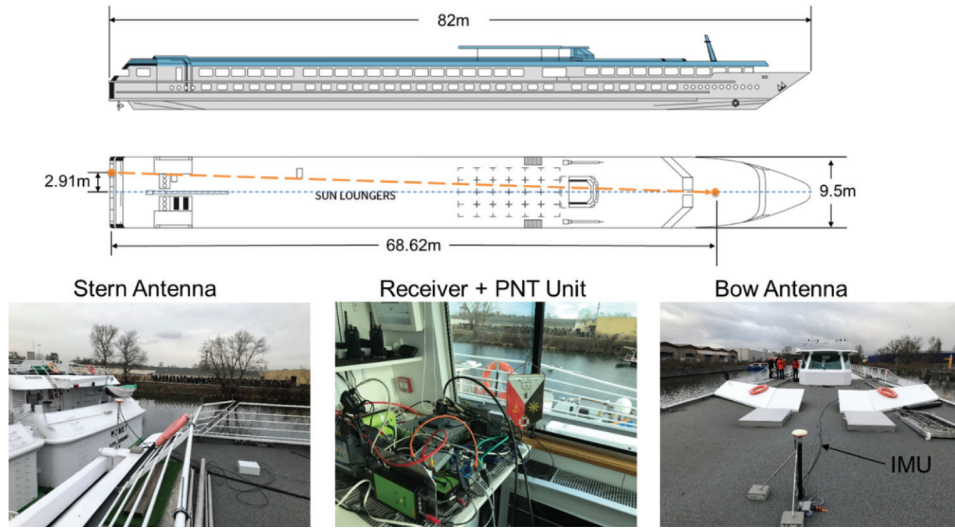 82m
2.91m
SUN LOUNGERS
9.5m
68.62m
Stern Antenna
Receiver + PNT Unit
Bow Antenna
IMU